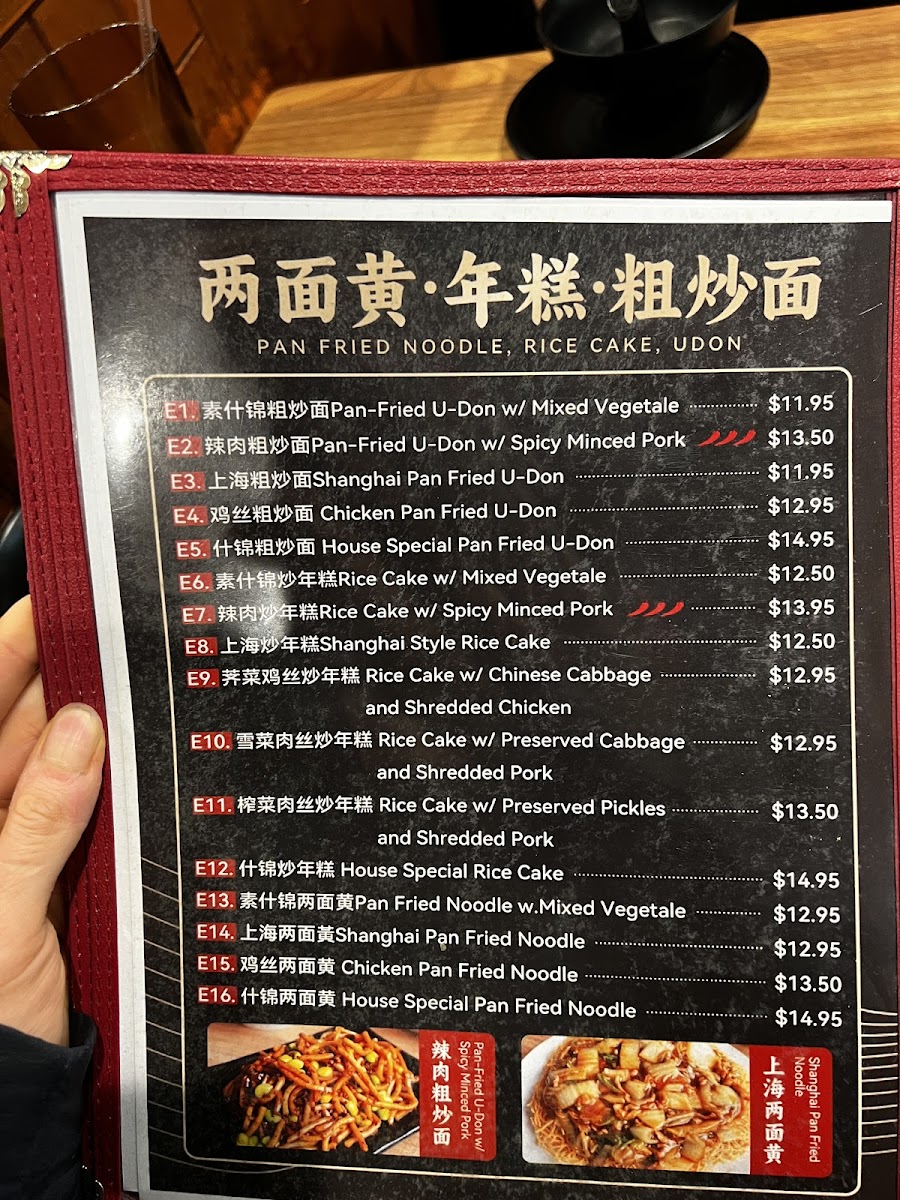 两面黄·年糕·粗炒面
PAN FRIED NOODLE, RICE CAKE, UDON
E1. 素什锦粗炒面Pan-Fried U-Don w/ Mixed Vegetale $11.95
E2. 辣肉粗炒面Pan-Fried U-Don w/ Spicy Minced Pork $13.50
E3. 上海粗炒面Shanghai Pan Fried U-Don $11.95
E4. 鸡丝粗炒面 Chicken Pan Fried U-Don $12.95
E5. 什锦粗炒面 House Special Pan Fried U-Don $14.95
E6. 素什锦炒年糕Rice Cake w/ Mixed Vegetale $12.50
E7. 辣肉炒年糕Rice Cake w/ Spicy Minced Pork $13.95
E8. 上海炒年糕Shanghai Style Rice Cake $12.50
E9. 荠菜鸡丝炒年糕 Rice Cake w/ Chinese Cabbage $12.95
and Shredded Chicken
E10. 雪菜肉丝炒年糕 Rice Cake w/ Preserved Cabbage $12.95
and Shredded Pork
E11. 榨菜肉丝炒年糕 Rice Cake w/ Preserved Pickles $13.50
and Shredded Pork
E12. 什锦炒年糕 House Special Rice Cake $14.95
E13. 素什锦两面黄Pan Fried Noodle w.Mixed Vegetale $12.95
E14. 上海两面黃Shanghai Pan Fried Noodle $12.95
E15. 鸡丝两面黄 Chicken Pan Fried Noodle $13.50
E16. 什锦两面黄 House Special Pan Fried Noodle $14.95
辣肉粗炒面
Pan-Fried U-Don w/
Spicy Minced Pork
上海两面黄
Shanghai Pan Fried
Noodle